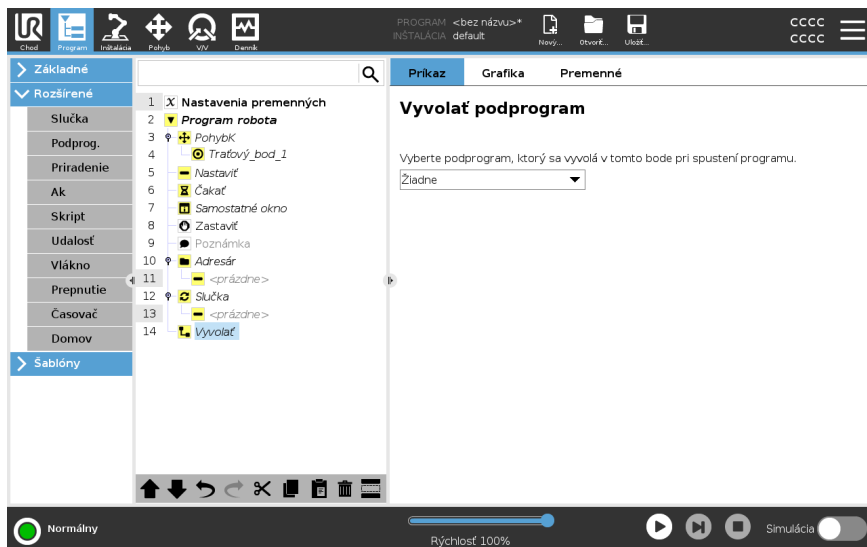 PROGRAM <bez názvu>*
INŠTALÁCIA default
CCCC
CCCC
UR
Chod Program Inštalácia Pohyb V/V Denník Nový... Otvoriť... Uložiť...
Základné
Rozšírené
Slučka
Podprog.
Priradenie
Ak
Skript
Udalosť
Vlákno
Prepnutie
Časovač
Domov
Šablóny
1 X Nastavenia premenných
2 Program robota
3 PohybK
4 Traťový_bod_1
5 Nastaviť
6 Čakať
7 Samostatné okno
8 Zastaviť
9 Poznámka
10 Adresár
11 <prázdne>
12 Slučka
13 <prázdne>
14 Vyvolať
Príkaz Grafika Premenné
Vyvolať podprogram
Vyberte podprogram, ktorý sa vyvolá v tomto bode pri spustení programu.
Žiadne
Normálny
Rýchlosť 100%
Simulácia